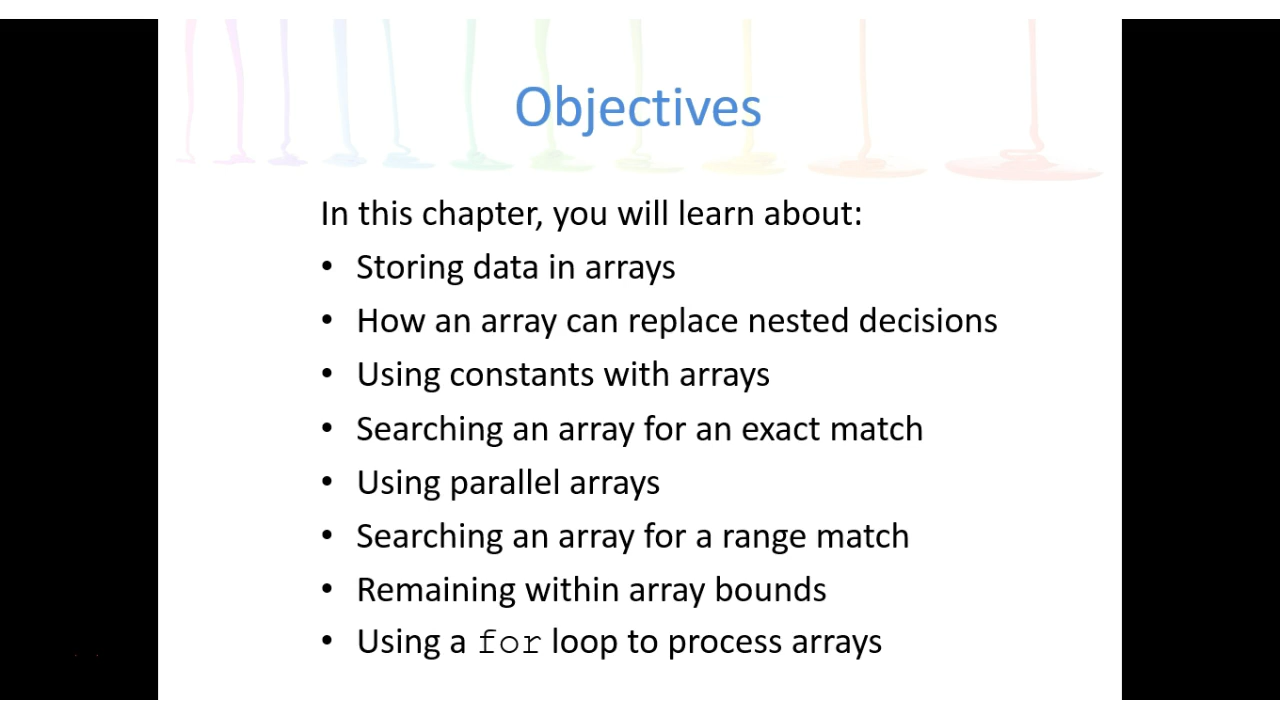 Objectives
In this chapter, you will learn about:
• Storing data in arrays
• How an array can replace nested decisions
• Using constants with arrays
• Searching an array for an exact match
• Using parallel arrays
• Searching an array for a range match
• Remaining within array bounds
• Using a for loop to process arrays